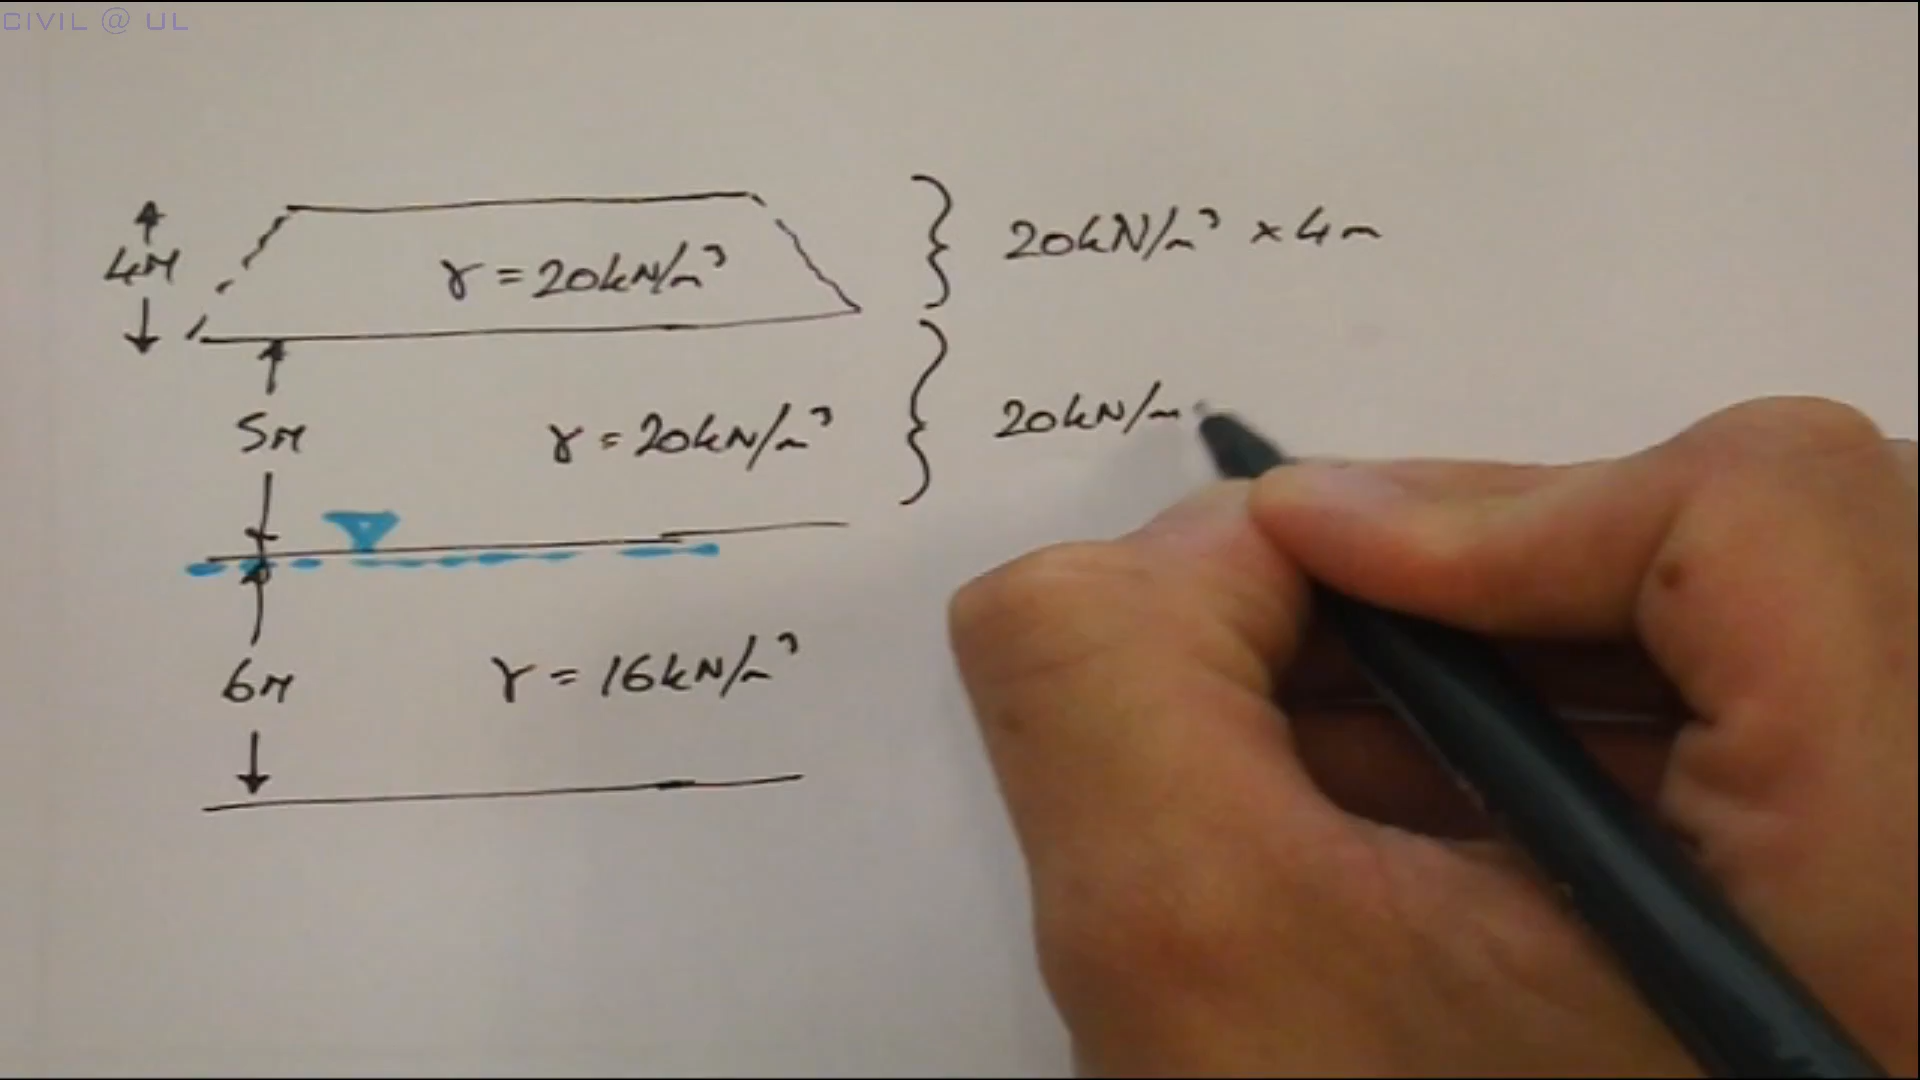 CIVIL @ UL
4M
γ = 20kN/m³
20kN/m³ × 4m
5M
γ = 20kN/m³
20kN/m
6M
γ = 16kN/m³